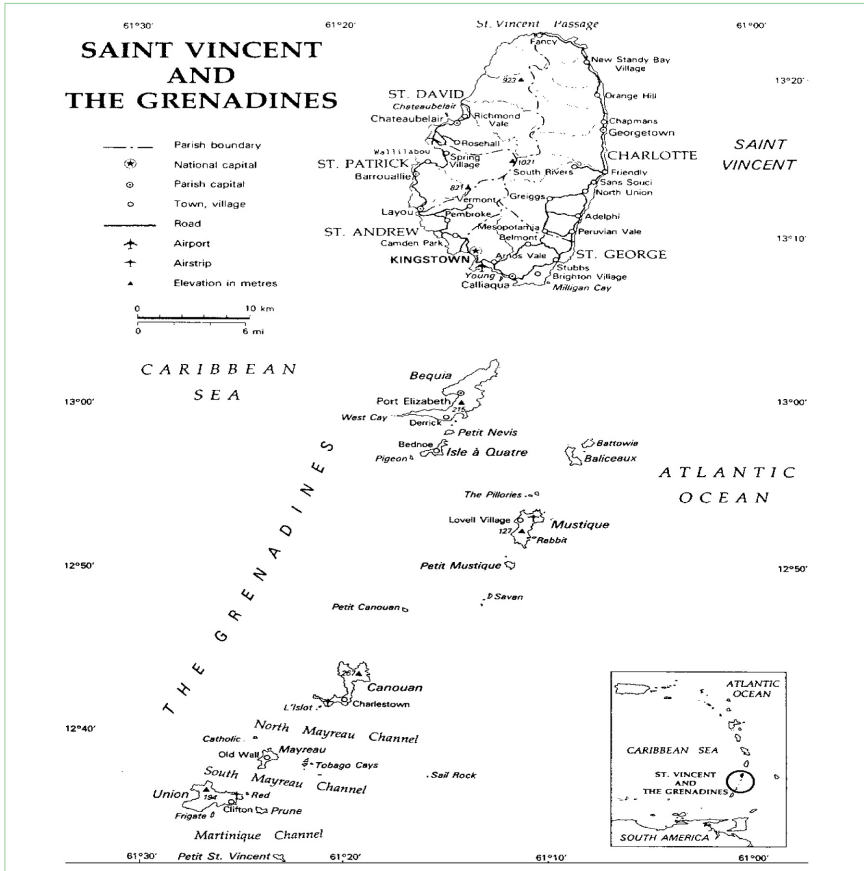 61°30'
61°20'
St. Vincent Passage
61°00'
SAINT VINCENT
AND
THE GRENADINES
Parish boundary
National capital
Parish capital
Town, village
Road
Airport
Airstrip
Elevation in metres
0 10 km
0 6 mi
Fancy
New Standy Bay
Village
13°20'
923
ST. DAVID
Chateaubelair
Orange Hill
Richmond
Vale
Chateaubelair
Chapmans
Georgetown
Rosehall
SAINT
VINCENT
Wallilabou
Spring
Village
CHARLOTTE
ST. PATRICK
1021
South Rivers
Friendly
Barrouallie
Sans Souci
821
North Union
Vermont
Greiggs
Layou
Pembroke
Adelphi
Mesopotamia
Peruvian Vale
ST. ANDREW
Belmont
13°10'
Camden Park
ST. GEORGE
KINGSTOWN
Arnos Vale
Stubbs
Young
Brighton Village
Calliaqua
Milligan Cay
CARIBBEAN
SEA
Bequia
13°00'
Port Elizabeth
13°00'
West Cay
Derrick
Petit Nevis
Bednoe
Isle à Quatre
Pigeon
Battowia
Baliceaux
ATLANTIC
OCEAN
The Pillories
Lovell Village
Mustique
127
Rabbit
12°50'
Petit Mustique
12°50'
Savan
Petit Canouan
THE GRENADINES
267
Canouan
L'Islot
Charlestown
12°40'
North Mayreau Channel
Catholic
Old Wall
Mayreau
Tobago Cays
South Mayreau Channel
Sail Rock
Union
194
Red
Clifton
Prune
Frigate
Martinique Channel
61°30'
Petit St. Vincent
61°20'
61°10'
61°00'
ATLANTIC
OCEAN
CARIBBEAN SEA
ST. VINCENT
AND
THE GRENADINES
SOUTH AMERICA